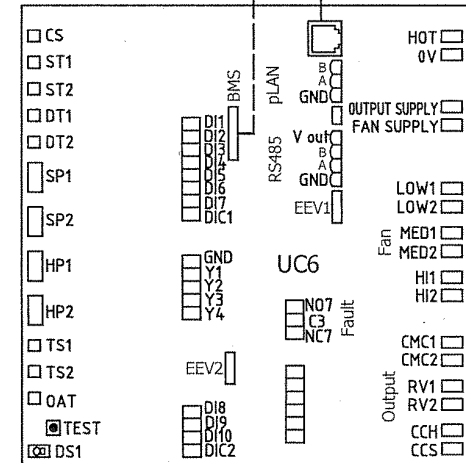 CS
ST1
ST2
DT1
DT2
SP1
SP2
HP1
HP2
TS1
TS2
OAT
TEST
DS1
BMS
DI1
DI2
DI3
DI4
DI5
DI6
DI7
DIC1
GND
Y1
Y2
Y3
Y4
EEV2
DI8
DI9
DI10
DIC2
pLAN
B
A
GND
RS485
V out
B
A
GND
EEV1
UC6
NO7
C3
NC7
Fault
HOT
0V
OUTPUT SUPPLY
FAN SUPPLY
LOW1
LOW2
Fan
MED1
MED2
HI1
HI2
CMC1
CMC2
Output
RV1
RV2
CCH
CCS